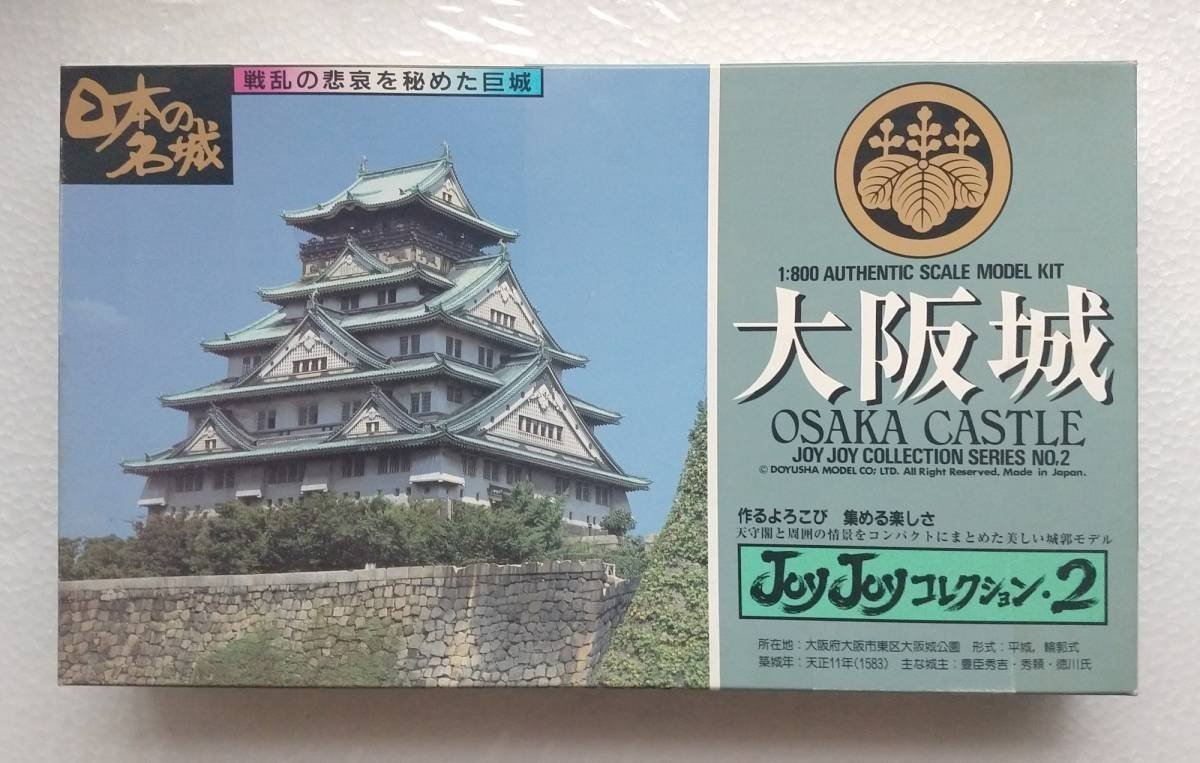 日本の
名城
戦乱の悲哀を秘めた巨城
1:800 AUTHENTIC SCALE MODEL KIT
大阪城
OSAKA CASTLE
JOY JOY COLLECTION SERIES NO,2
© DOYUSHA MODEL CO; LTD. All Right Reserved. Made in Japan.
作るよろこび 集める楽しさ
天守閣と周囲の情景をコンパクトにまとめた美しい城郭モデル
JOY JOY コレクション・2
所在地：大阪府大阪市東区大阪城公園 形式：平城。輪郭式
築城年：天正11年(1583) 主な城主：豊臣秀吉・秀頼・徳川氏